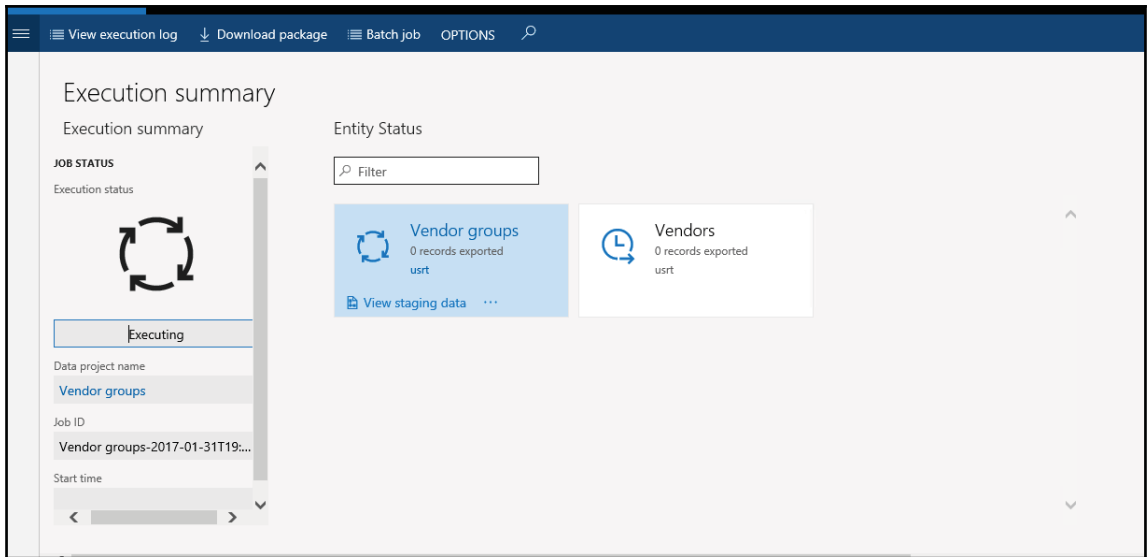 View execution log Download package Batch job OPTIONS
Execution summary
Execution summary
JOB STATUS
Execution status
Executing
Data project name
Vendor groups
Job ID
Vendor groups-2017-01-31T19:...
Start time
Entity Status
Filter
Vendor groups
0 records exported
usrt
View staging data ...
Vendors
0 records exported
usrt